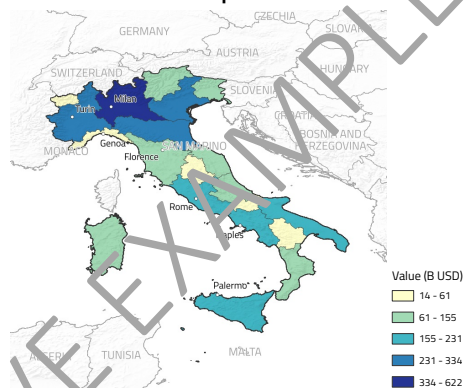 CZECHIA
GERMANY
SLOVAKIA
AUSTRIA
HUNGARY
SWITZERLAND
SLOVENIA
Milan
Turin
CROATIA
BOSNIA AND
HERZEGOVINA
Genoa
MONACO
SAN MARINO
Florence
Rome
Naples
Value (B USD)
14 - 61
Palermo
61 - 155
155 - 231
231 - 334
334 - 622
ALGERIA
TUNISIA
MALTA
EXAMPLE